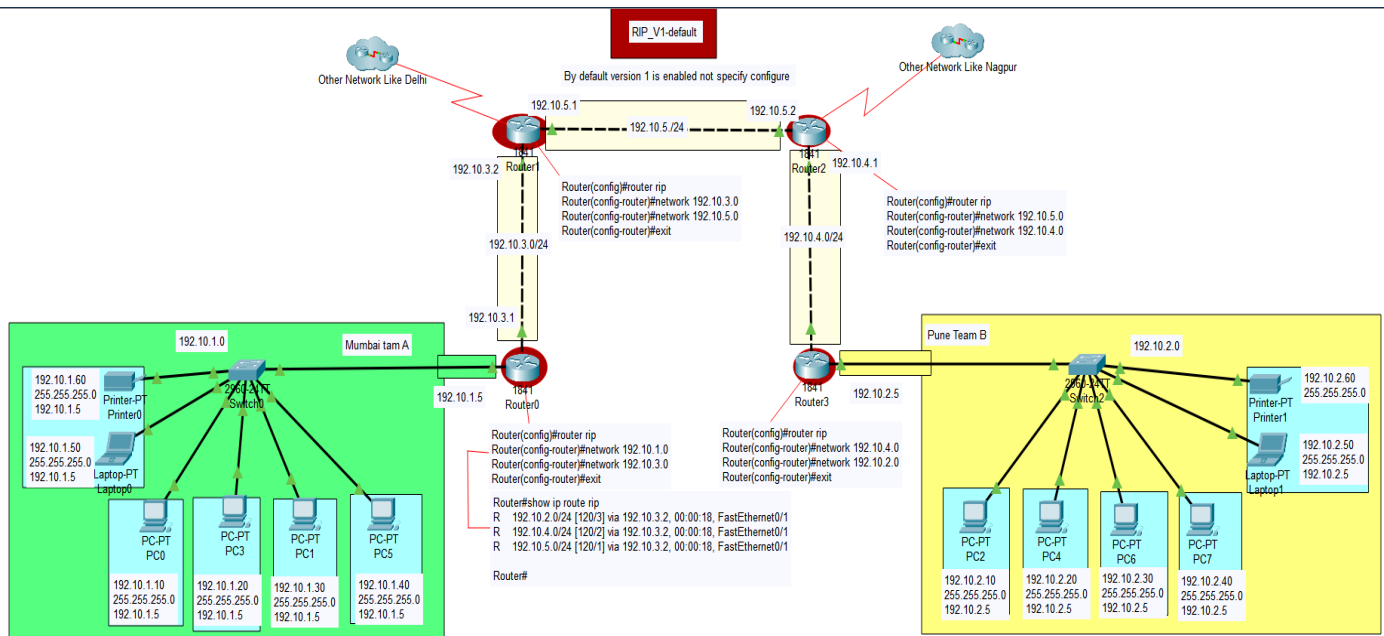 RIP_V1-default
Other Network Like Delhi
Other Network Like Nagpur
By default version 1 is enabled not specify configure
192.10.5.1
192.10.5./24
192.10.5.2
1841
Router1
192.10.3.2
1841
Router2
192.10.4.1
Router(config)#router rip
Router(config-router)#network 192.10.3.0
Router(config-router)#network 192.10.5.0
Router(config-router)#exit
Router(config)#router rip
Router(config-router)#network 192.10.5.0
Router(config-router)#network 192.10.4.0
Router(config-router)#exit
192.10.3.0/24
192.10.4.0/24
192.10.3.1
192.10.1.0
Mumbai tam A
Pune Team B
192.10.2.0
192.10.1.60
255.255.255.0
192.10.1.5
Printer-PT
Printer0
2960-24TT
Switch0
192.10.1.5
1841
Router0
1841
Router3
192.10.2.5
2960-24TT
Switch2
Printer-PT
Printer1
192.10.2.60
255.255.255.0
192.10.1.50
255.255.255.0
192.10.1.5
Laptop-PT
Laptop0
Router(config)#router rip
Router(config-router)#network 192.10.1.0
Router(config-router)#network 192.10.3.0
Router(config-router)#exit
Router(config)#router rip
Router(config-router)#network 192.10.4.0
Router(config-router)#network 192.10.2.0
Router(config-router)#exit
192.10.2.50
255.255.255.0
192.10.2.5
Laptop-PT
Laptop1
Router#show ip route rip
R 192.10.2.0/24 [120/3] via 192.10.3.2, 00:00:18, FastEthernet0/1
R 192.10.4.0/24 [120/2] via 192.10.3.2, 00:00:18, FastEthernet0/1
R 192.10.5.0/24 [120/1] via 192.10.3.2, 00:00:18, FastEthernet0/1
Router#
PC-PT
PC0
PC-PT
PC3
PC-PT
PC1
PC-PT
PC5
192.10.1.10
255.255.255.0
192.10.1.5
192.10.1.20
255.255.255.0
192.10.1.5
192.10.1.30
255.255.255.0
192.10.1.5
192.10.1.40
255.255.255.0
192.10.1.5
PC-PT
PC2
PC-PT
PC4
PC-PT
PC6
PC-PT
PC7
192.10.2.10
255.255.255.0
192.10.2.5
192.10.2.20
255.255.255.0
192.10.2.5
192.10.2.30
255.255.255.0
192.10.2.5
192.10.2.40
255.255.255.0
192.10.2.5